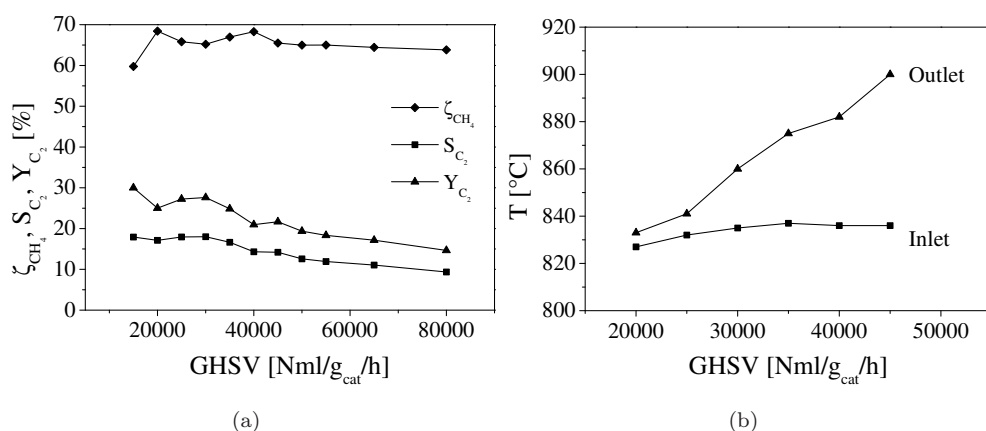 70
60
50
40
30
20
10
0
ζCH4, SC2, YC2 [%]
ζCH4
SC2
YC2
20000 40000 60000 80000
GHSV [Nml/gcat/h]
(a)
920
900
880
860
840
820
800
T [°C]
Outlet
Inlet
20000 30000 40000 50000
GHSV [Nml/gcat/h]
(b)